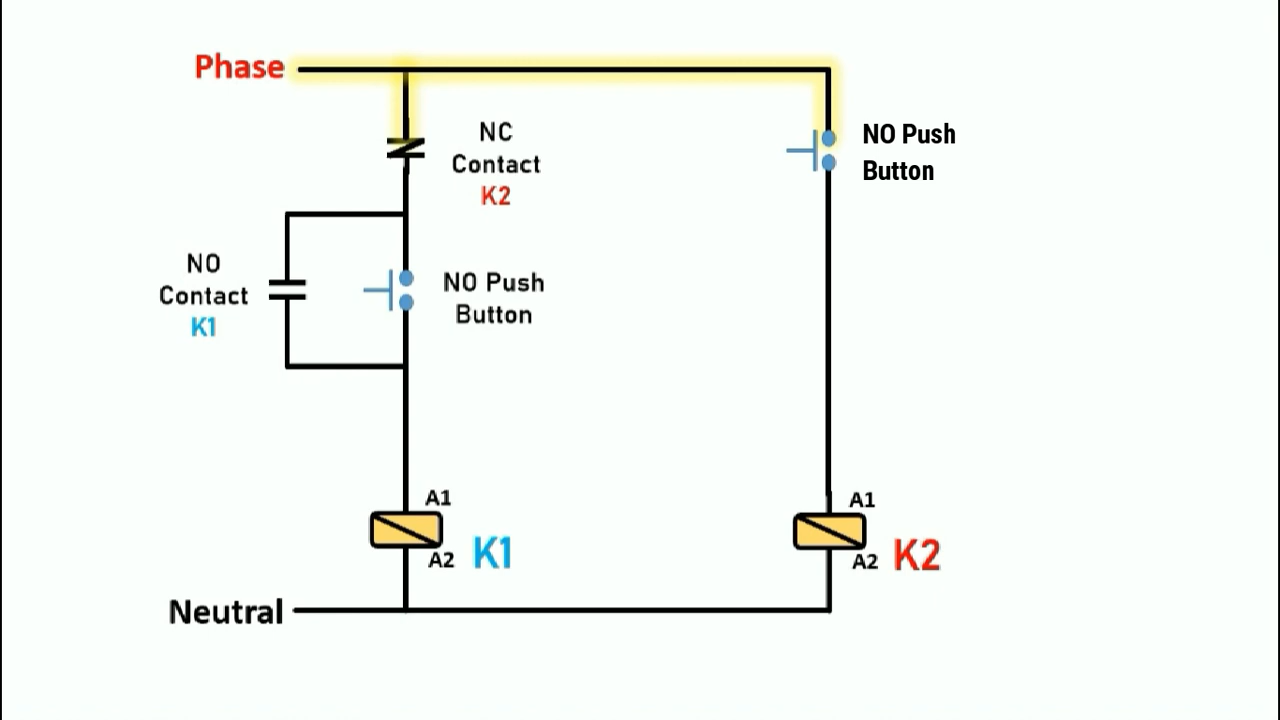 Phase
NC
Contact
K2
NO Push
Button
NO
Contact
K1
NO Push
Button
A1
A2
K1
A1
A2
K2
Neutral